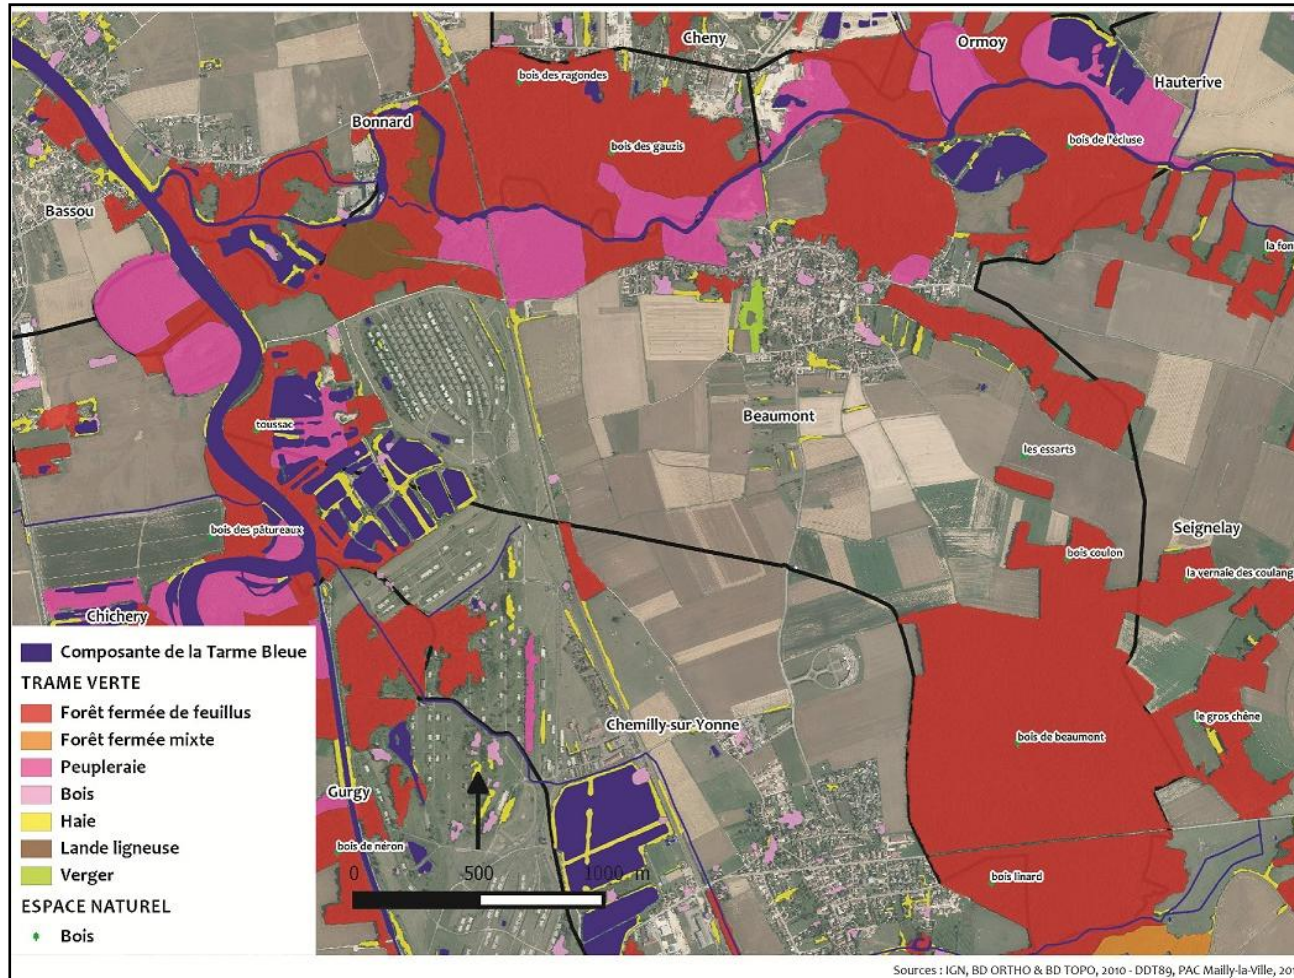 Cheny
Ormoy
Hauterive
bois des ragondes
Bonnard
bois des gauzis
bois de l'écluse
Bassou
la fon
toussac
Beaumont
les essarts
bois des pâtureaux
bois coulon
Seignelay
la vernaie des coulang
Chichery
Composante de la Tarme Bleue
TRAME VERTE
Forêt fermée de feuillus
Forêt fermée mixte
Peupleraie
Bois
Haie
Lande ligneuse
Verger
ESPACE NATUREL
Bois
le gros chêne
Chemilly-sur-Yonne
bois de beaumont
Gurgy
bois de néron
0 500 1000 m
bois linard
Sources : IGN, BD ORTHO & BD TOPO, 2010 - DDT89, PAC Mailly-la-Ville, 201